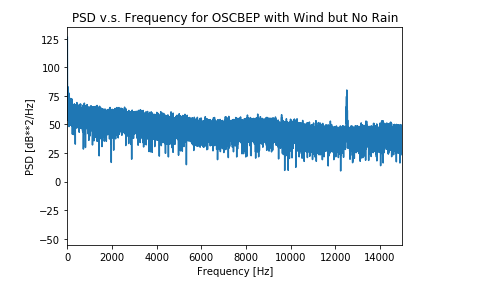 PSD v.s. Frequency for OSCBEP with Wind but No Rain
125
100
75
50
25
0
−25
−50
PSD [dB**2/Hz]
0 2000 4000 6000 8000 10000 12000 14000
Frequency [Hz]